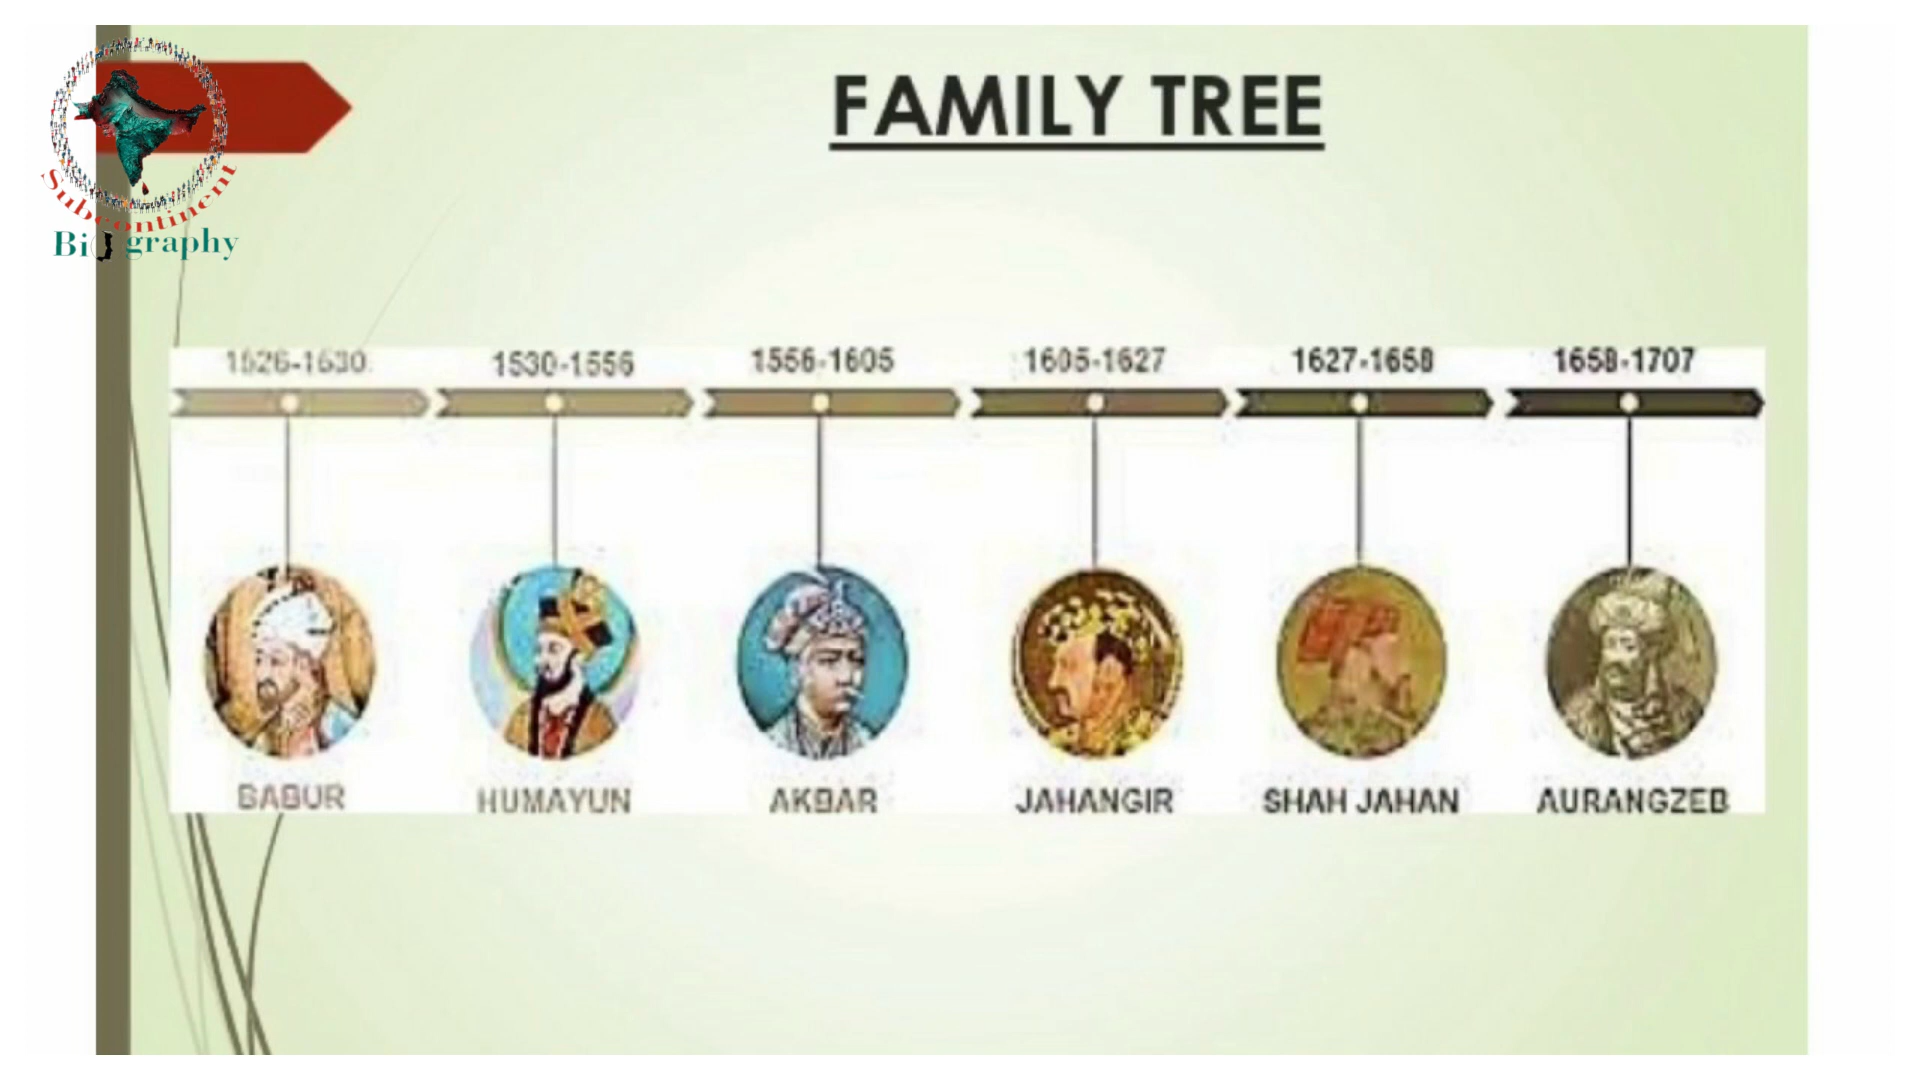 FAMILY TREE
Subcontinent
Biography
1526-1530 1530-1556 1556-1605 1605-1627 1627-1658 1658-1707
BABUR HUMAYUN AKBAR JAHANGIR SHAH JAHAN AURANGZEB